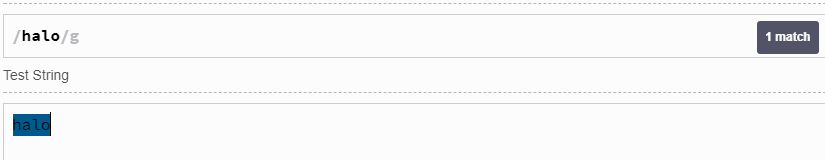 /halo/g
1 match
Test String
halo